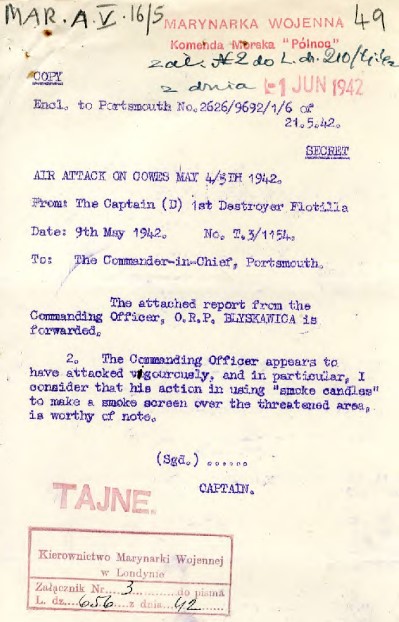 MAR. A. V. 16/5
49
MARYNARKA WOJENNA
Komenda Morska "Północ"
zał. № 2 do L. dz. 210/
z dnia -1 JUN 1942
COPY
Encl. to Portsmouth No. 2626/9692/1/6 of
21.5.42.
SECRET
AIR ATTACK ON COWES MAY 4/5TH 1942.
From: The Captain (D) 1st Destroyer Flotilla
Date: 9th May 1942. No. T.3/1154.
To: The Commander-in-Chief, Portsmouth.
The attached report from the
Commanding Officer, O.R.P. BLYSKAWICA is
forwarded.
2. The Commanding Officer appears to
have attacked vigourously, and in particular, I
consider that his action in using "smoke candles"
to make a smoke screen over the threatened area,
is worthy of note.
(Sgd.) ......
CAPTAIN.
TAJNE.
Kierownictwo Marynarki Wojennej
w Londynie
Załącznik Nr. 3 do pisma
L. dz. 656 z dnia 42